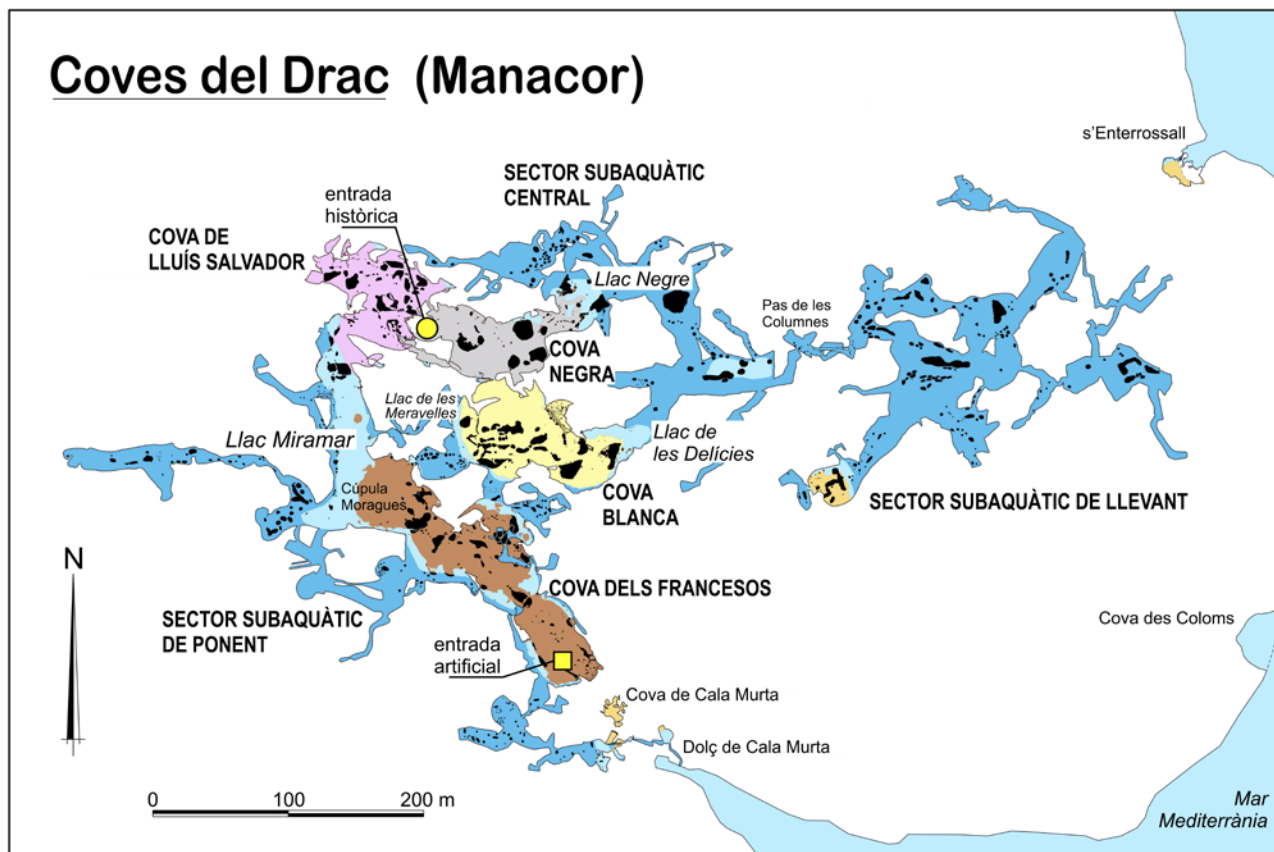 Coves del Drac (Manacor)
s'Enterrossall
SECTOR SUBAQUÀTIC
CENTRAL
entrada
històrica
COVA DE
LLUÍS SALVADOR
Llac Negre
Pas de les
Columnes
COVA
NEGRA
Llac de les
Meravelles
Llac Miramar
Llac de
les Delícies
Cúpula
Moragues
COVA
BLANCA
SECTOR SUBAQUÀTIC DE LLEVANT
N
COVA DELS FRANCESOS
SECTOR SUBAQUÀTIC
DE PONENT
Cova des Coloms
entrada
artificial
Cova de Cala Murta
Dolç de Cala Murta
0 100 200 m
Mar
Mediterrània